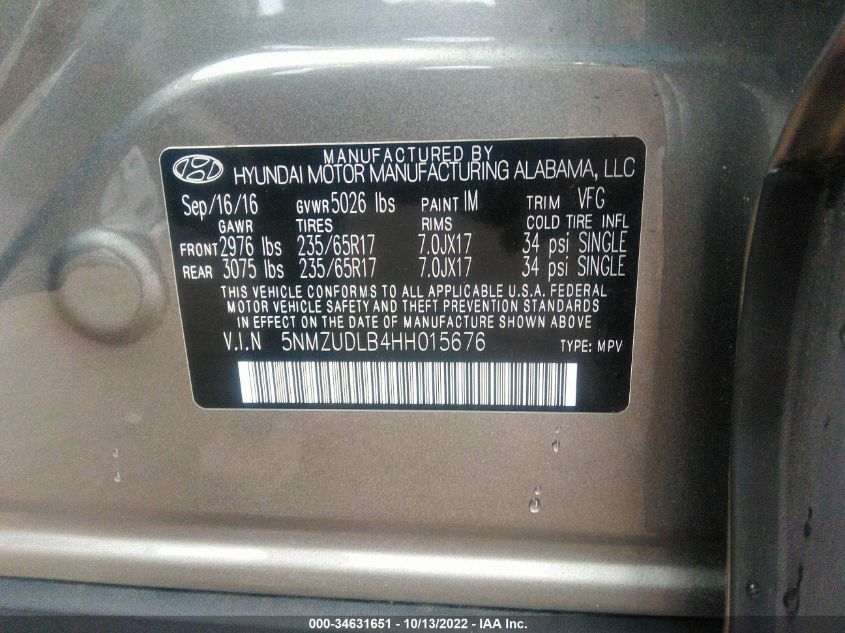 MANUFACTURED BY
HYUNDAI MOTOR MANUFACTURING ALABAMA, LLC
Sep/16/16 GVWR 5026 lbs PAINT IM TRIM VFG
GAWR TIRES RIMS COLD TIRE INFL
FRONT 2976 lbs 235/65R17 7.0JX17 34 psi SINGLE
REAR 3075 lbs 235/65R17 7.0JX17 34 psi SINGLE
THIS VEHICLE CONFORMS TO ALL APPLICABLE U.S.A. FEDERAL
MOTOR VEHICLE SAFETY AND THEFT PREVENTION STANDARDS
IN EFFECT ON THE DATE OF MANUFACTURE SHOWN ABOVE
V.I.N 5NMZUDLB4HH015676 TYPE: MPV
000-34631651 - 10/13/2022 - IAA Inc.